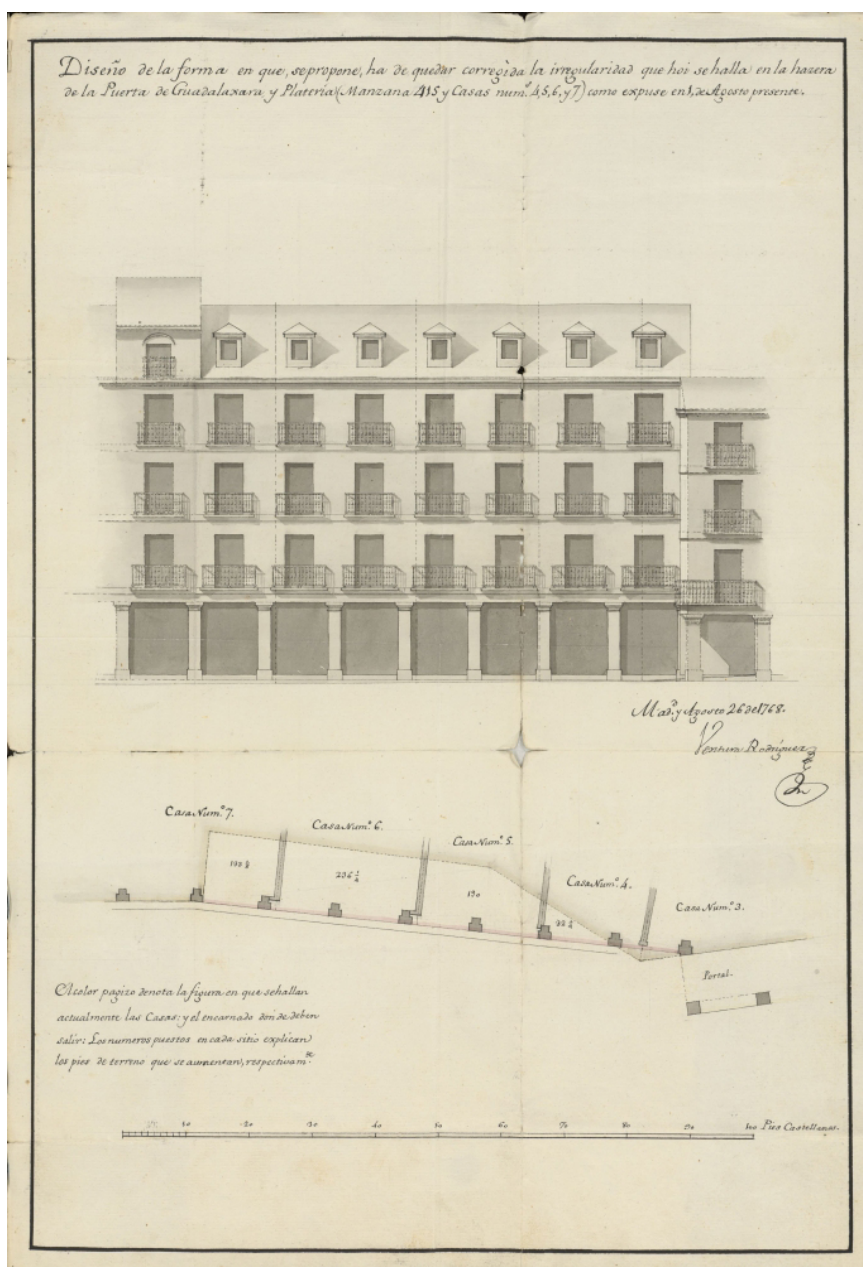 Diseño de la forma en que, se propone, ha de quedar corregida la irregularidad que hoi se halla en la hazera
de la Puerta de Guadalaxara y Plateria (Manzana 415 y Casas num.º 4, 5, 6, y 7) como expuse en 1, de Agosto presente.
Mad.d y Agosto 26 de 1768.
Ventura Rodriguez
Casa Num.º 7.
Casa Num.º 6.
Casa Num.º 5.
Casa Num.º 4.
Casa Num.º 3.
236
130
Portal.
El color pagizo denota la figura en que se hallan
actualmente las Casas: y el encarnado donde deben
salir: Los numeros puestos en cada sitio explican
los pies de terreno que se aumentan, respectivam.te
10 20 30 40 50 60 70 80 90 100 Pies Castellanos.